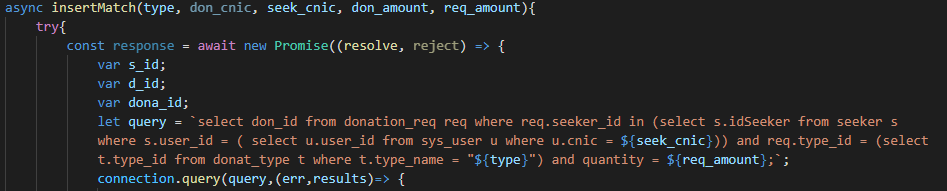 async insertMatch(type, don_cnic, seek_cnic, don_amount, req_amount){
try{
const response = await new Promise((resolve, reject) => {
var s_id;
var d_id;
var dona_id;
let query = `select don_id from donation_req req where req.seeker_id in (select s.idSeeker from seeker s
where s.user_id = ( select u.user_id from sys_user u where u.cnic = ${seek_cnic})) and req.type_id = (select
t.type_id from donat_type t where t.type_name = "${type}") and quantity = ${req_amount};`;
connection.query(query,(err,results)=> {